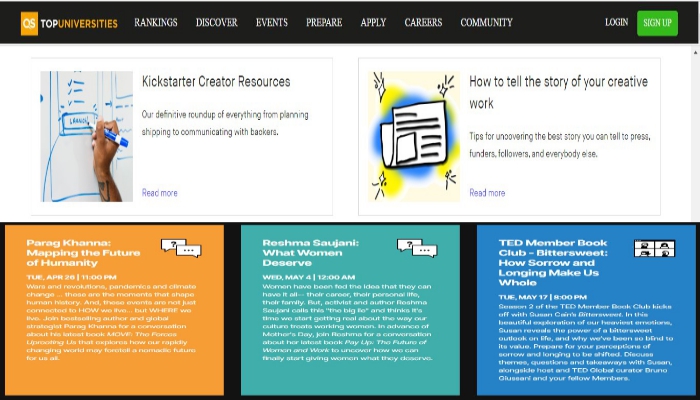 QS TOPUNIVERSITIES RANKINGS DISCOVER EVENTS PREPARE APPLY CAREERS COMMUNITY LOGIN SIGN UP
Kickstarter Creator Resources
Our definitive roundup of everything from planning
shipping to communicating with backers.
Read more
LAUNCH
How to tell the story of your creative
work
Tips for uncovering the best story you can tell to press,
funders, followers, and everybody else.
Read more
Parag Khanna:
Mapping the Future
of Humanity
TUE, APR 26 | 11:00 PM
Wars and revolutions, pandemics and climate
change ... these are the moments that shape
human history. And, these events are not just
connected to HOW we live... but WHERE we
live. Join bestselling author and global
strategist Parag Khanna for a conversation
about his latest book MOVE: The Forces
Uprooting Us that explores how our rapidly
changing world may foretell a nomadic future
for us all.
?
Reshma Saujani:
What Women
Deserve
WED, MAY 4 | 12:00 AM
Women have been fed the idea that they can
have it all— their career, their personal life,
their family. But, activist and author Reshma
Saujani calls this "the big lie" and thinks it's
time we start getting real about the way our
culture treats working women. In advance of
Mother's Day, join Reshma for a conversation
about her latest book Pay Up: The Future of
Women and Work to uncover how we can
finally start giving women what they deserve.
?
TED Member Book
Club - Bittersweet:
How Sorrow and
Longing Make Us
Whole
TUE, MAY 17 | 8:00 PM
Season 2 of the TED Member Book Club kicks
off with Susan Cain's Bittersweet. In this
beautiful exploration of our heaviest emotions,
Susan reveals the power of a bittersweet
outlook on life, and why we've been so blind to
its value. Prepare for your perceptions of
sorrow and longing to be shifted. Discuss
themes, questions and takeaways with Susan,
alongside host and TED Global curator Bruno
Giussani and your fellow Members.